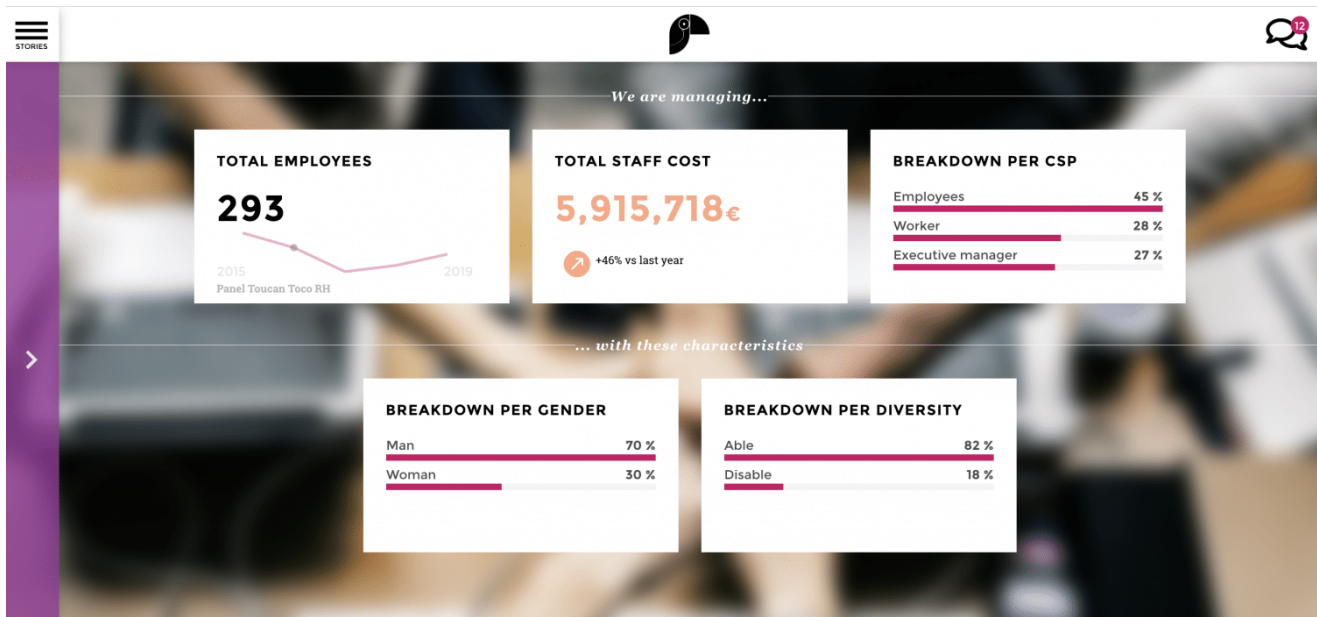 12
STORIES
We are managing...
TOTAL EMPLOYEES
293
2015 2019
Panel Toucan Toco RH
TOTAL STAFF COST
5,915,718€
+46% vs last year
BREAKDOWN PER CSP
Employees 45 %
Worker 28 %
Executive manager 27 %
... with these characteristics
BREAKDOWN PER GENDER
Man 70 %
Woman 30 %
BREAKDOWN PER DIVERSITY
Able 82 %
Disable 18 %